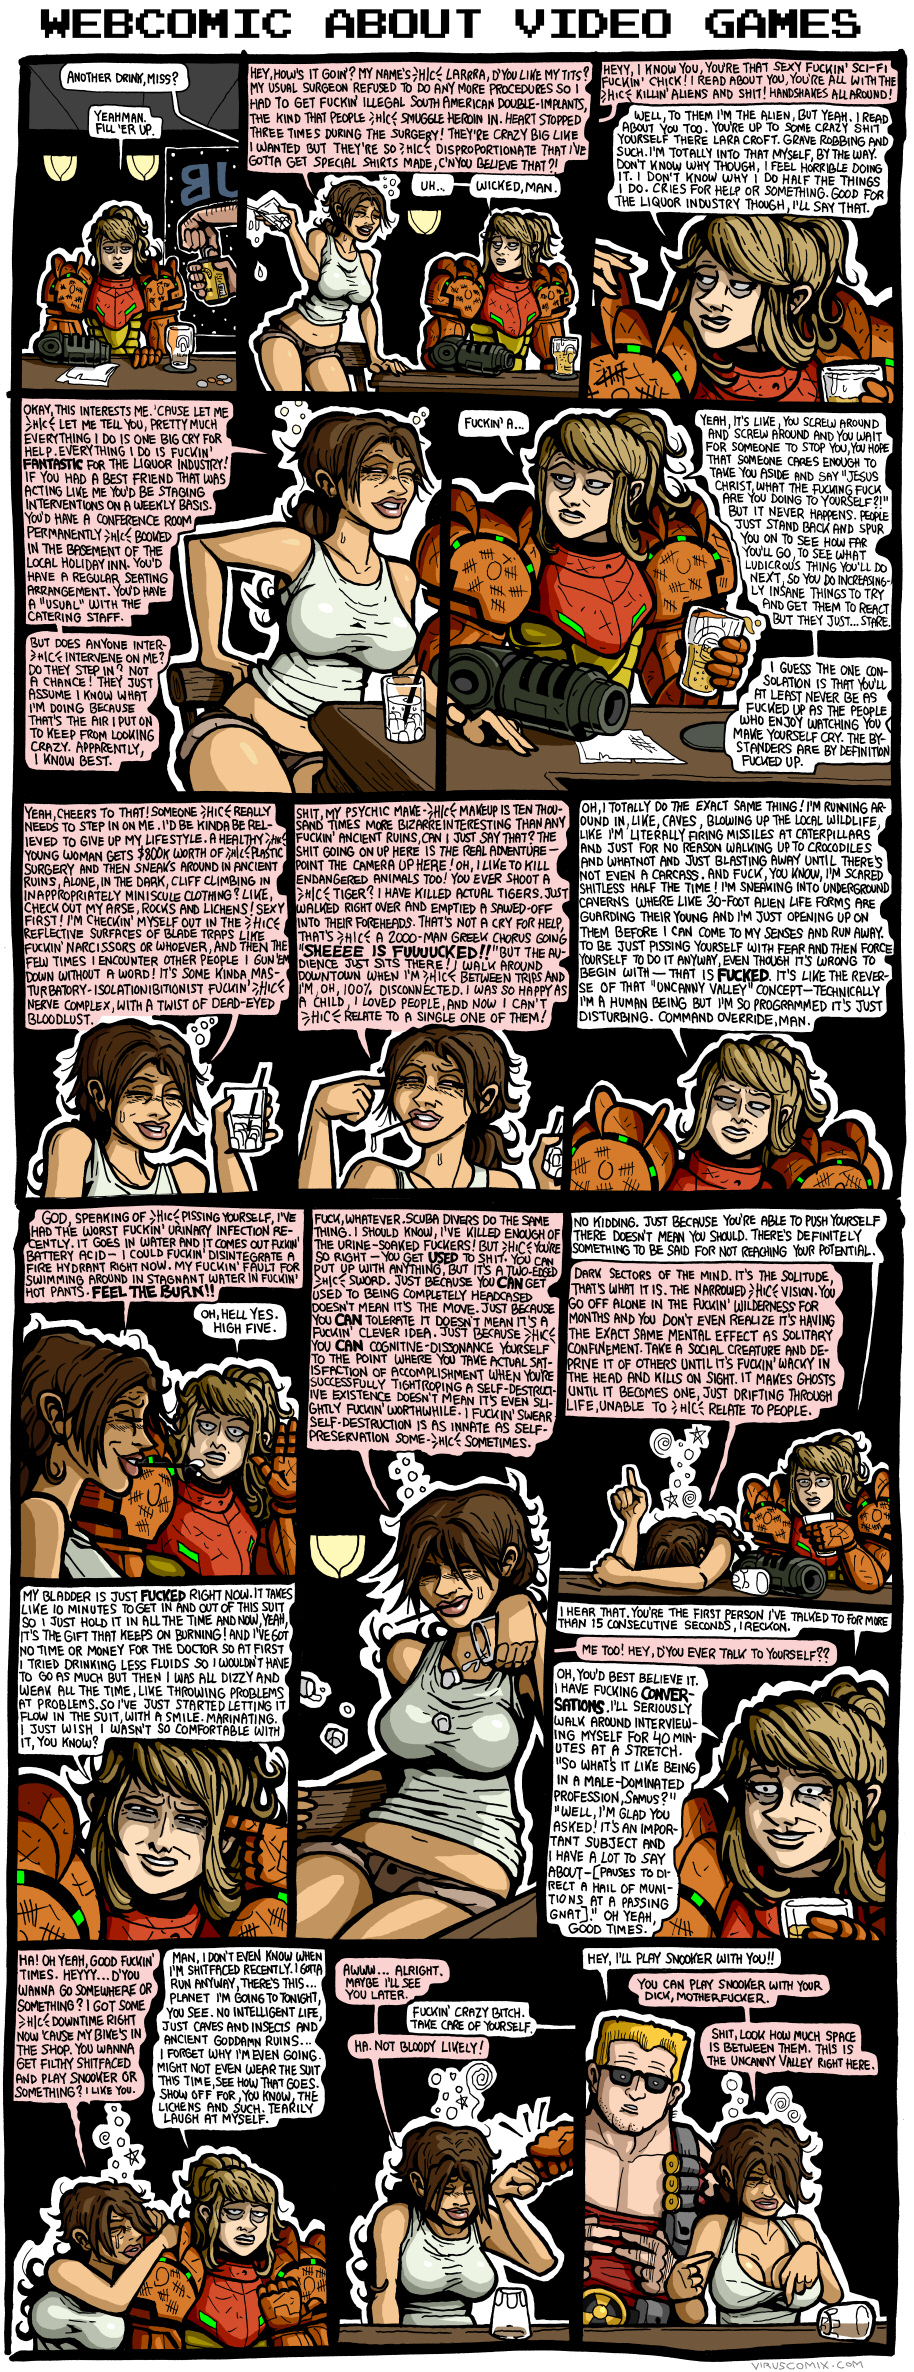 WEBCOMIC ABOUT VIDEO GAMES
ANOTHER DRINK, MISS?
YEAHMAN.
FILL 'ER UP.
HEY, HOW'S IT GOIN'? MY NAME'S >HIC< LARRRA, D'YOU LIKE MY TITS?
MY USUAL SURGEON REFUSED TO DO ANY MORE PROCEDURES SO I
HAD TO GET FUCKIN' ILLEGAL SOUTH AMERICAN DOUBLE-IMPLANTS,
THE KIND THAT PEOPLE >HIC< SMUGGLE HEROIN IN. HEART STOPPED
THREE TIMES DURING THE SURGERY! THEY'RE CRAZY BIG LIKE
I WANTED BUT THEY'RE SO >HIC< DISPROPORTIONATE THAT I'VE
GOTTA GET SPECIAL SHIRTS MADE, C'N YOU BELIEVE THAT?!
UH...
WICKED, MAN.
HEYY, I KNOW YOU, YOU'RE THAT SEXY FUCKIN' SCI-FI
FUCKIN' CHICK! I READ ABOUT YOU, YOU'RE ALL WITH THE
>HIC< KILLIN' ALIENS AND SHIT! HANDSHAKES ALL AROUND!
WELL, TO THEM I'M THE ALIEN, BUT YEAH. I READ
ABOUT YOU TOO. YOU'RE UP TO SOME CRAZY SHIT
YOURSELF THERE LARA CROFT. GRAVE ROBBING AND
SUCH. I'M TOTALLY INTO THAT MYSELF, BY THE WAY.
DON'T KNOW WHY THOUGH, I FEEL HORRIBLE DOING
IT. I DON'T KNOW WHY I DO HALF THE THINGS
I DO. CRIES FOR HELP OR SOMETHING. GOOD FOR
THE LIQUOR INDUSTRY THOUGH, I'LL SAY THAT.
OKAY, THIS INTERESTS ME. 'CAUSE LET ME
>HIC< LET ME TELL YOU, PRETTY MUCH
EVERYTHING I DO IS ONE BIG CRY FOR
HELP. EVERYTHING I DO IS FUCKIN'
FANTASTIC FOR THE LIQUOR INDUSTRY!
IF YOU HAD A BEST FRIEND THAT WAS
ACTING LIKE ME YOU'D BE STAGING
INTERVENTIONS ON A WEEKLY BASIS.
YOU'D HAVE A CONFERENCE ROOM
PERMANENTLY >HIC< BOOKED
IN THE BASEMENT OF THE
LOCAL HOLIDAY INN. YOU'D
HAVE A REGULAR SEATING
ARRANGEMENT. YOU'D HAVE
A "USUAL" WITH THE
CATERING STAFF.
BUT DOES ANYONE INTER-
>HIC< INTERVENE ON ME?
DO THEY STEP IN? NOT
A CHANCE! THEY JUST
ASSUME I KNOW WHAT
I'M DOING BECAUSE
THAT'S THE AIR I PUT ON
TO KEEP FROM LOOKING
CRAZY. APPARENTLY,
I KNOW BEST.
FUCKIN' A...
YEAH, IT'S LIKE, YOU SCREW AROUND
AND SCREW AROUND AND YOU WAIT
FOR SOMEONE TO STOP YOU, YOU HOPE
THAT SOMEONE CARES ENOUGH TO
TAKE YOU ASIDE AND SAY "JESUS
CHRIST, WHAT THE FUCKING FUCK
ARE YOU DOING TO YOURSELF?!"
BUT IT NEVER HAPPENS. PEOPLE
JUST STAND BACK AND SPUR
YOU ON TO SEE HOW FAR
YOU'LL GO, TO SEE WHAT
LUDICROUS THING YOU'LL DO
NEXT, SO YOU DO INCREASING-
LY INSANE THINGS TO TRY
AND GET THEM TO REACT
BUT THEY JUST... STARE.
I GUESS THE ONE CON-
SOLATION IS THAT YOU'LL
AT LEAST NEVER BE AS
FUCKED UP AS THE PEOPLE
WHO ENJOY WATCHING YOU
MAKE YOURSELF CRY. THE BY-
STANDERS ARE BY DEFINITION
FUCKED UP.
YEAH, CHEERS TO THAT! SOMEONE >HIC< REALLY
NEEDS TO STEP IN ON ME. I'D BE KINDA BE REL-
IEVED TO GIVE UP MY LIFESTYLE. A HEALTHY >HIC<
YOUNG WOMAN GETS $800K WORTH OF >HIC< PLASTIC
SURGERY AND THEN SNEAKS AROUND IN ANCIENT
RUINS, ALONE, IN THE DARK, CLIFF CLIMBING IN
INAPPROPRIATELY MINISCULE CLOTHING? LIKE,
CHECK OUT MY ARSE, ROCKS AND LICHENS! SEXY
FIRST! I'M CHECKIN' MYSELF OUT IN THE >HIC<
REFLECTIVE SURFACES OF BLADE TRAPS LIKE
FUCKIN' NARCISSORS OR WHOEVER, AND THEN THE
FEW TIMES I ENCOUNTER OTHER PEOPLE I GUN'EM
DOWN WITHOUT A WORD! IT'S SOME KINDA MAS-
TURBATORY-ISOLATIONIBITIONIST FUCKIN' >HIC<
NERVE COMPLEX, WITH A TWIST OF DEAD-EYED
BLOODLUST.
SHIT, MY PSYCHIC MAKE->HIC< MAKEUP IS TEN THOU-
SAND TIMES MORE BIZARRE INTERESTING THAN ANY
FUCKIN' ANCIENT RUINS, CAN I JUST SAY THAT? THE
SHIT GOING ON UP HERE IS THE REAL ADVENTURE—
POINT THE CAMERA UP HERE! OH, I LIKE TO KILL
ENDANGERED ANIMALS TOO! YOU EVER SHOOT A
>HIC< TIGER? I HAVE KILLED ACTUAL TIGERS. JUST
WALKED RIGHT OVER AND EMPTIED A SAWED-OFF
INTO THEIR FOREHEADS. THAT'S NOT A CRY FOR HELP,
THAT'S >HIC< A 2000-MAN GREEK CHORUS GOING
"SHEEEE IS FUUUUCKED!!" BUT THE AU-
DIENCE JUST SITS THERE! I WALK AROUND
DOWNTOWN WHEN I'M >HIC< BETWEEN TRIPS AND
I'M, OH, 100% DISCONNECTED. I WAS SO HAPPY AS
A CHILD, I LOVED PEOPLE, AND NOW I CAN'T
>HIC< RELATE TO A SINGLE ONE OF THEM!
OH, I TOTALLY DO THE EXACT SAME THING! I'M RUNNING AR-
OUND IN, LIKE, CAVES, BLOWING UP THE LOCAL WILDLIFE,
LIKE I'M LITERALLY FIRING MISSILES AT CATERPILLARS
AND JUST FOR NO REASON WALKING UP TO CROCODILES
AND WHATNOT AND JUST BLASTING AWAY UNTIL THERE'S
NOT EVEN A CARCASS. AND FUCK, YOU KNOW, I'M SCARED
SHITLESS HALF THE TIME! I'M SNEAKING INTO UNDERGROUND
CAVERNS WHERE LIKE 30-FOOT ALIEN LIFE FORMS ARE
GUARDING THEIR YOUNG AND I'M JUST OPENING UP ON
THEM BEFORE I CAN COME TO MY SENSES AND RUN AWAY.
TO BE JUST PISSING YOURSELF WITH FEAR AND THEN FORCE
YOURSELF TO DO IT ANYWAY, EVEN THOUGH IT'S WRONG TO
BEGIN WITH — THAT IS FUCKED. IT'S LIKE THE REVER-
SE OF THAT "UNCANNY VALLEY" CONCEPT—TECHNICALLY
I'M A HUMAN BEING BUT I'M SO PROGRAMMED IT'S JUST
DISTURBING. COMMAND OVERRIDE, MAN.
GOD, SPEAKING OF >HIC< PISSING YOURSELF, I'VE
HAD THE WORST FUCKIN' URINARY INFECTION RE-
CENTLY. IT GOES IN WATER AND IT COMES OUT FUCKIN'
BATTERY ACID — I COULD FUCKIN' DISINTEGRATE A
FIRE HYDRANT RIGHT NOW. MY FUCKIN' FAULT FOR
SWIMMING AROUND IN STAGNANT WATER IN FUCKIN'
HOT PANTS. FEEL THE BURN!!
OH, HELL YES.
HIGH FIVE.
MY BLADDER IS JUST FUCKED RIGHT NOW. IT TAKES
LIKE 10 MINUTES TO GET IN AND OUT OF THIS SUIT
SO I JUST HOLD IT IN ALL THE TIME AND NOW, YEAH,
IT'S THE GIFT THAT KEEPS ON BURNING! AND I'VE GOT
NO TIME OR MONEY FOR THE DOCTOR SO AT FIRST
I TRIED DRINKING LESS FLUIDS SO I WOULDN'T HAVE
TO GO AS MUCH BUT THEN I WAS ALL DIZZY AND
WEAK ALL THE TIME, LIKE THROWING PROBLEMS
AT PROBLEMS. SO I'VE JUST STARTED LETTING IT
FLOW IN THE SUIT, WITH A SMILE. MARINATING.
I JUST WISH I WASN'T SO COMFORTABLE WITH
IT, YOU KNOW?
FUCK, WHATEVER. SCUBA DIVERS DO THE SAME
THING. I SHOULD KNOW, I'VE KILLED ENOUGH OF
THE URINE-SOAKED FUCKERS! BUT >HIC< YOU'RE
SO RIGHT — YOU GET USED TO SHIT. YOU CAN
PUT UP WITH ANYTHING, BUT IT'S A TWO-EDGED
>HIC< SWORD. JUST BECAUSE YOU CAN GET
USED TO BEING COMPLETELY HEADCASED
DOESN'T MEAN IT'S THE MOVE. JUST BECAUSE
YOU CAN TOLERATE IT DOESN'T MEAN IT'S A
FUCKIN' CLEVER IDEA. JUST BECAUSE >HIC<
YOU CAN COGNITIVE-DISSONANCE YOURSELF
TO THE POINT WHERE YOU TAKE ACTUAL SAT-
ISFACTION OF ACCOMPLISHMENT WHEN YOU'RE
SUCCESSFULLY TIGHTROPING A SELF-DESTRUCT-
IVE EXISTENCE DOESN'T MEAN IT'S EVEN SLI-
GHTLY FUCKIN' WORTHWHILE. I FUCKIN' SWEAR
SELF-DESTRUCTION IS AS INNATE AS SELF-
PRESERVATION SOME->HIC< SOMETIMES.
NO KIDDING. JUST BECAUSE YOU'RE ABLE TO PUSH YOURSELF
THERE DOESN'T MEAN YOU SHOULD. THERE'S DEFINITELY
SOMETHING TO BE SAID FOR NOT REACHING YOUR POTENTIAL.
DARK SECTORS OF THE MIND. IT'S THE SOLITUDE,
THAT'S WHAT IT IS. THE NARROWED >HIC< VISION. YOU
GO OFF ALONE IN THE FUCKIN' WILDERNESS FOR
MONTHS AND YOU DON'T EVEN REALIZE IT'S HAVING
THE EXACT SAME MENTAL EFFECT AS SOLITARY
CONFINEMENT. TAKE A SOCIAL CREATURE AND DE-
PRIVE IT OF OTHERS UNTIL IT'S FUCKIN' WACKY IN
THE HEAD AND KILLS ON SIGHT. IT MAKES GHOSTS
UNTIL IT BECOMES ONE, JUST DRIFTING THROUGH
LIFE, UNABLE TO >HIC< RELATE TO PEOPLE.
I HEAR THAT. YOU'RE THE FIRST PERSON I'VE TALKED TO FOR MORE
THAN 15 CONSECUTIVE SECONDS, I RECKON.
ME TOO! HEY, D'YOU EVER TALK TO YOURSELF??
OH, YOU'D BEST BELIEVE IT.
I HAVE FUCKING CONVER-
SATIONS. I'LL SERIOUSLY
WALK AROUND INTERVIEW-
ING MYSELF FOR 40 MIN-
UTES AT A STRETCH.
"SO WHAT'S IT LIKE BEING
IN A MALE-DOMINATED
PROFESSION, SAMUS?"
"WELL, I'M GLAD YOU
ASKED! IT'S AN IMPOR-
TANT SUBJECT AND
I HAVE A LOT TO SAY
ABOUT—[PAUSES TO DI-
RECT A HAIL OF MUNI-
TIONS AT A PASSING
GNAT]." OH YEAH,
GOOD TIMES.
HA! OH YEAH, GOOD FUCKIN'
TIMES. HEYYY... D'YOU
WANNA GO SOMEWHERE OR
SOMETHING? I GOT SOME
>HIC< DOWNTIME RIGHT
NOW 'CAUSE MY BIKE'S IN
THE SHOP. YOU WANNA
GET FILTHY SHITFACED
AND PLAY SNOOKER OR
SOMETHING? I LIKE YOU.
MAN, I DON'T EVEN KNOW WHEN
I'M SHITFACED RECENTLY. I GOTA
RUN ANYWAY, THERE'S THIS...
PLANET I'M GOING TO TONIGHT,
YOU SEE. NO INTELLIGENT LIFE,
JUST CAVES AND INSECTS AND
ANCIENT GODDAMN RUINS...
I FORGET WHY I'M EVEN GOING.
MIGHT NOT EVEN WEAR THE SUIT
THIS TIME, SEE HOW THAT GOES.
SHOW OFF FOR, YOU KNOW, THE
LICHENS AND SUCH. TEARILY
LAUGH AT MYSELF.
AWWW... ALRIGHT.
MAYBE I'LL SEE
YOU LATER.
FUCKIN' CRAZY BITCH.
TAKE CARE OF YOURSELF.
HA. NOT BLOODY LIKELY!
HEY, I'LL PLAY SNOOKER WITH YOU!!
YOU CAN PLAY SNOOKER WITH YOUR
DICK, MOTHERFUCKER.
SHIT, LOOK HOW MUCH SPACE
IS BETWEEN THEM. THIS IS
THE UNCANNY VALLEY RIGHT HERE.
VIRUSCOMIX.COM